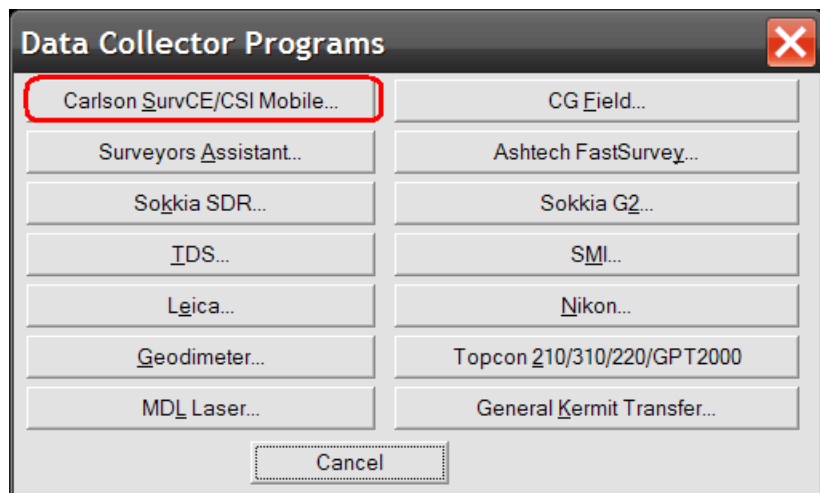 Data Collector Programs
Carlson SurvCE/CSI Mobile...
CG Field...
Surveyors Assistant...
Ashtech FastSurvey...
Sokkia SDR...
Sokkia G2...
TDS...
SMI...
Leica...
Nikon...
Geodimeter...
Topcon 210/310/220/GPT2000
MDL Laser...
General Kermit Transfer...
Cancel